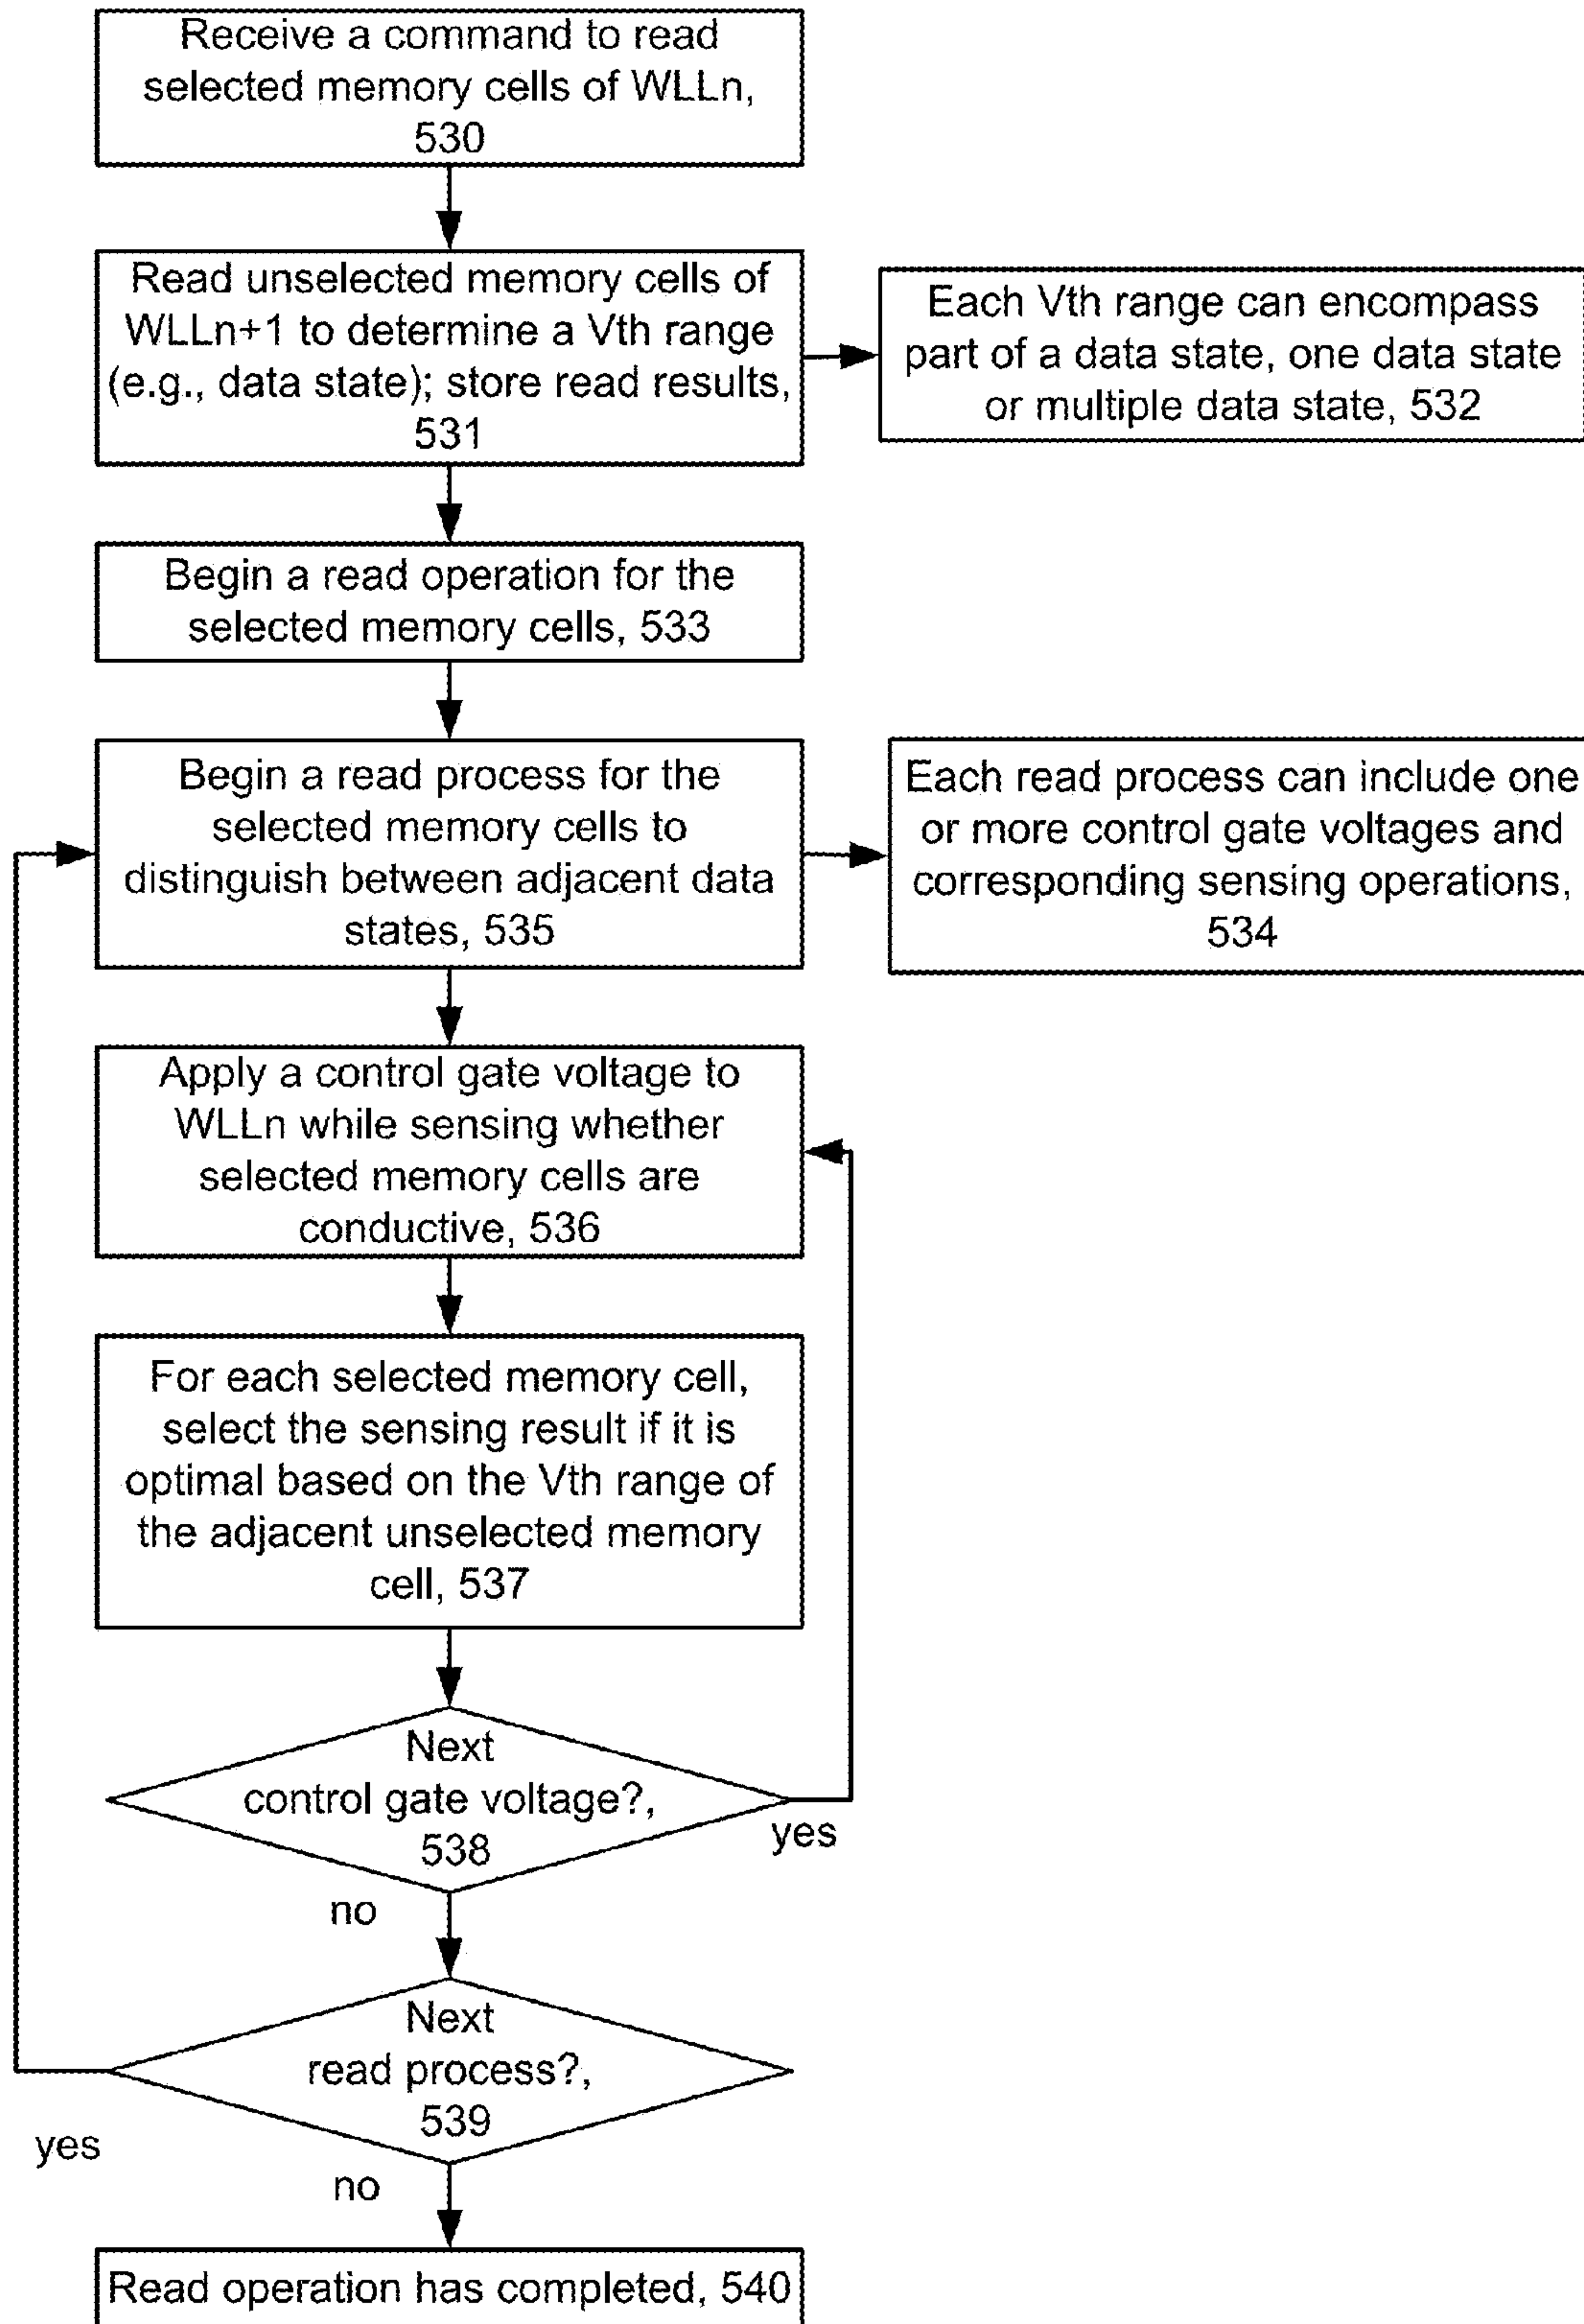 Receive a command to read
selected memory cells of WLLn,
530
Read unselected memory cells of
WLLn+1 to determine a Vth range
(e.g., data state); store read results,
531
Each Vth range can encompass
part of a data state, one data state
or multiple data state, 532
Begin a read operation for the
selected memory cells, 533
Begin a read process for the
selected memory cells to
distinguish between adjacent data
states, 535
Each read process can include one
or more control gate voltages and
corresponding sensing operations,
534
Apply a control gate voltage to
WLLn while sensing whether
selected memory cells are
conductive, 536
For each selected memory cell,
select the sensing result if it is
optimal based on the Vth range of
the adjacent unselected memory
cell, 537
Next
control gate voltage?,
538
yes
no
Next
read process?,
539
yes
no
Read operation has completed, 540